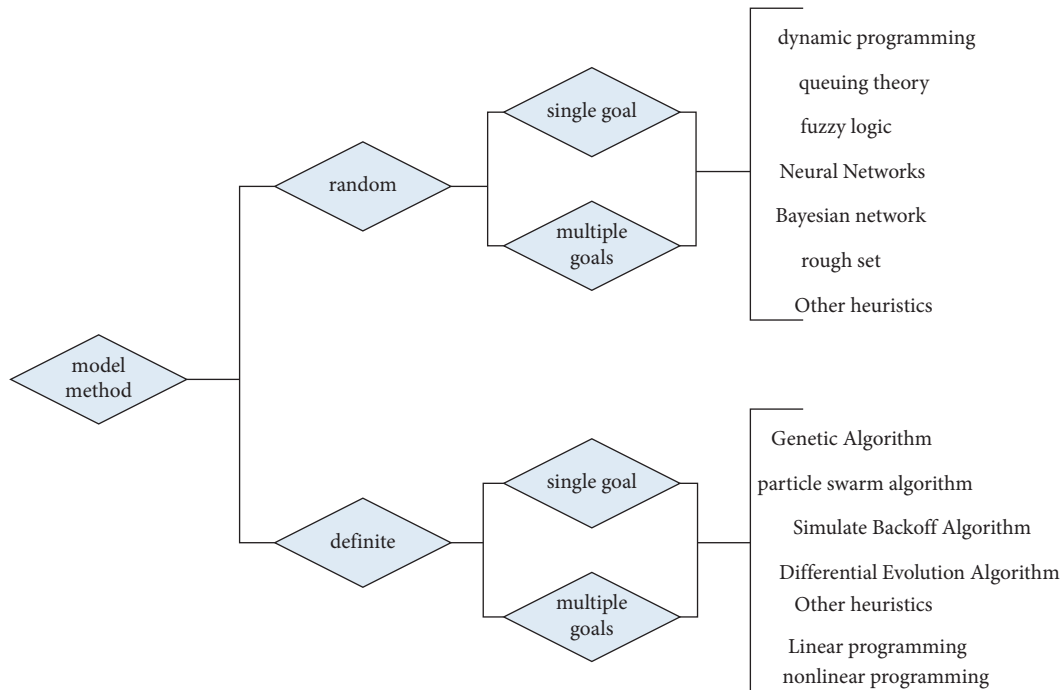 model
method
random
definite
single goal
multiple
goals
single goal
multiple
goals
dynamic programming
queuing theory
fuzzy logic
Neural Networks
Bayesian network
rough set
Other heuristics
Genetic Algorithm
particle swarm algorithm
Simulate Backoff Algorithm
Differential Evolution Algorithm
Other heuristics
Linear programming
nonlinear programming